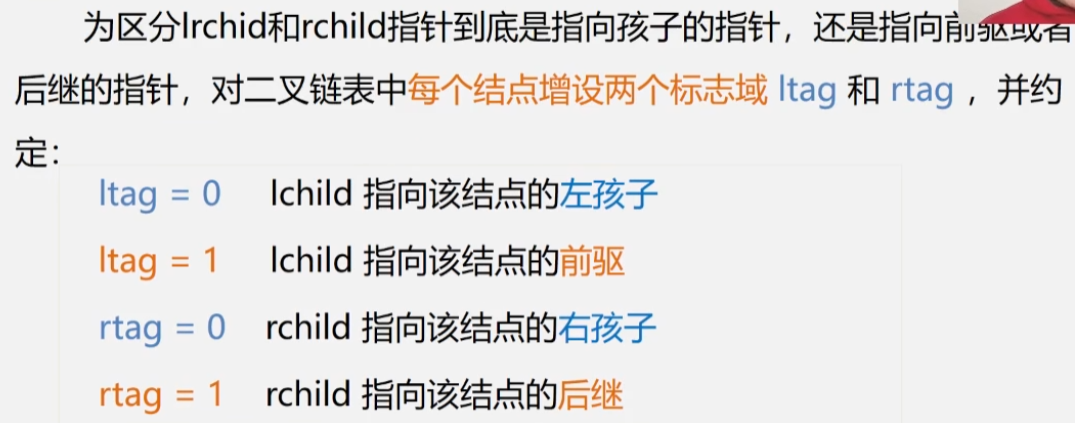 为区分lrchid和rchild指针到底是指向孩子的指针，还是指向前驱或者
后继的指针，对二叉链表中每个结点增设两个标志域 ltag 和 rtag ，并约
定：
ltag = 0 lchild 指向该结点的左孩子
ltag = 1 lchild 指向该结点的前驱
rtag = 0 rchild 指向该结点的右孩子
rtag = 1 rchild 指向该结点的后继